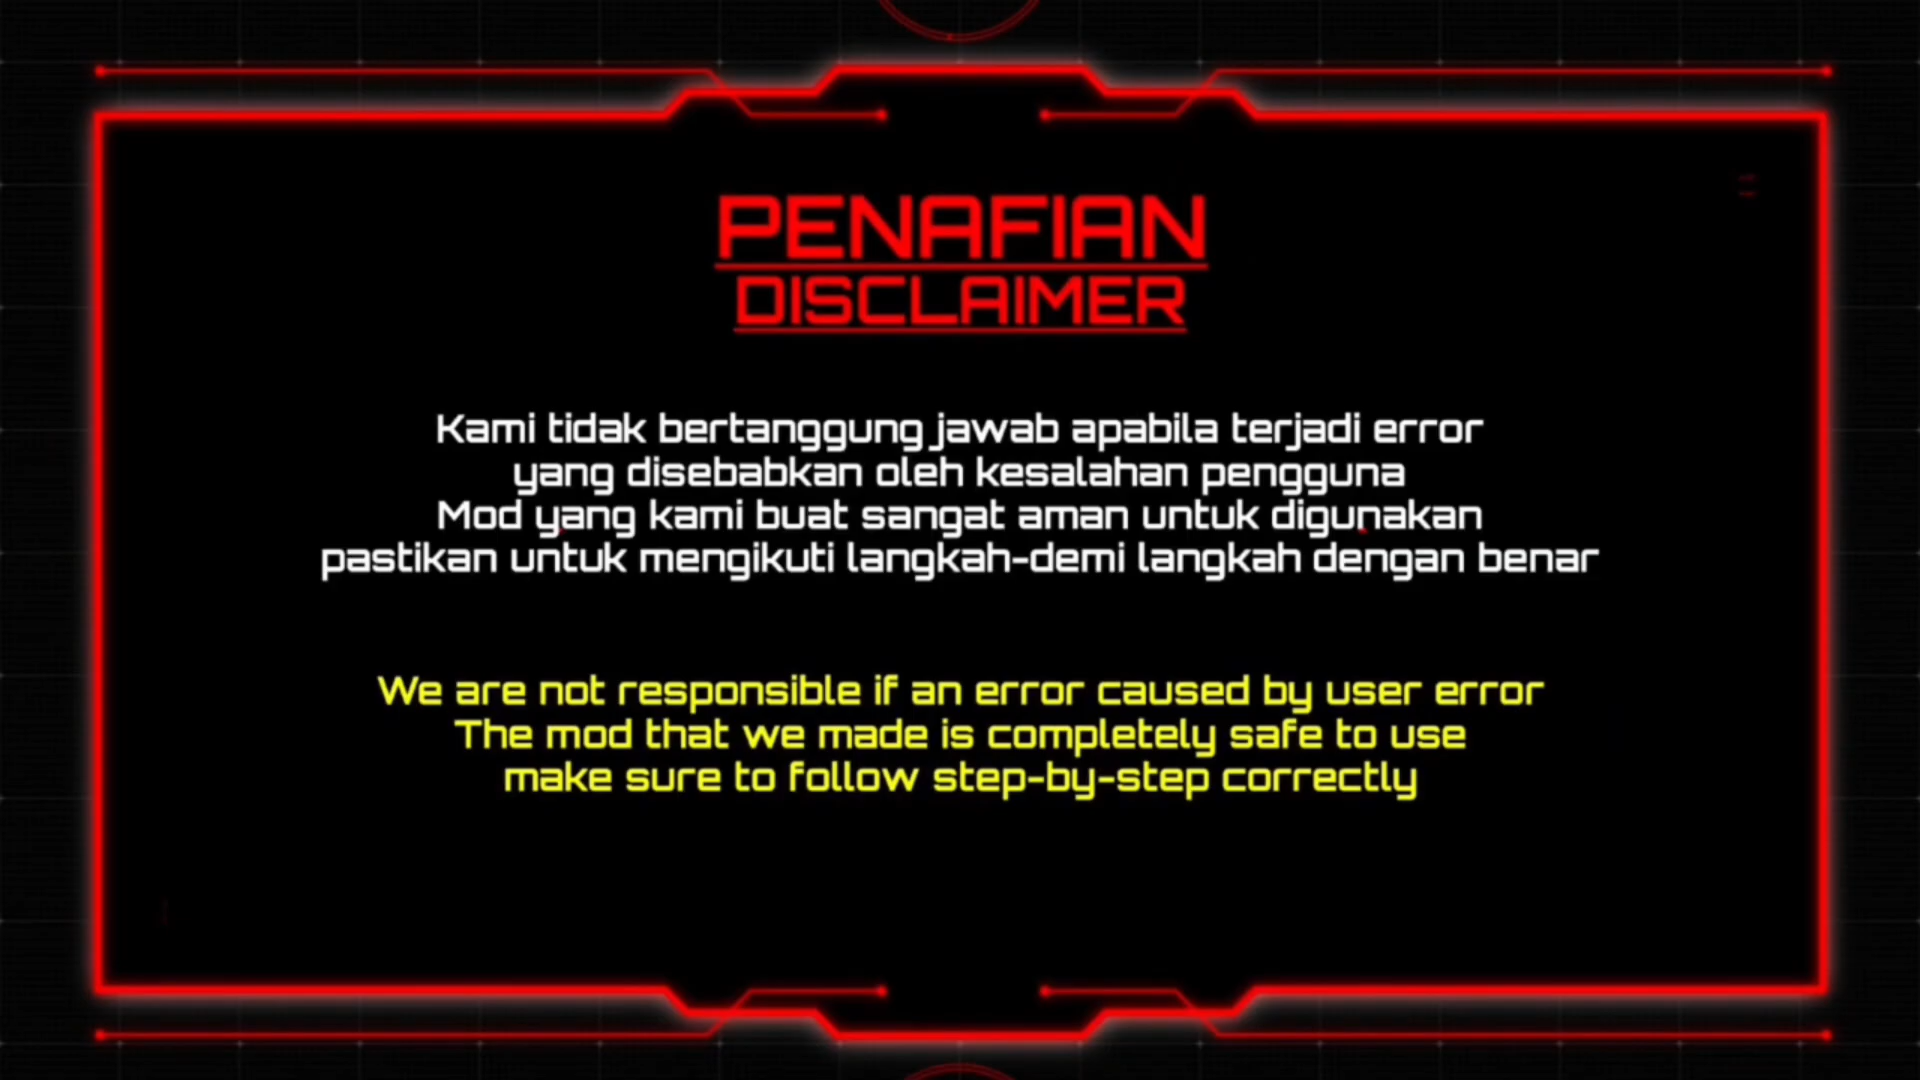 PENAFIAN
DISCLAIMER
Kami tidak bertanggung jawab apabila terjadi error
yang disebabkan oleh kesalahan pengguna
Mod yang kami buat sangat aman untuk digunakan
pastikan untuk mengikuti langkah-demi langkah dengan benar
We are not responsible if an error caused by user error
The mod that we made is completely safe to use
make sure to follow step-by-step correctly